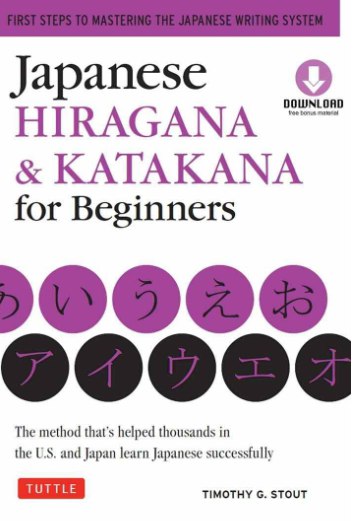 FIRST STEPS TO MASTERING THE JAPANESE WRITING SYSTEM
Japanese
HIRAGANA
& KATAKANA
for Beginners
DOWNLOAD
free bonus material
あいうえお
アイウエオ
The method that's helped thousands in
the U.S. and Japan learn Japanese successfully
TUTTLE
TIMOTHY G. STOUT